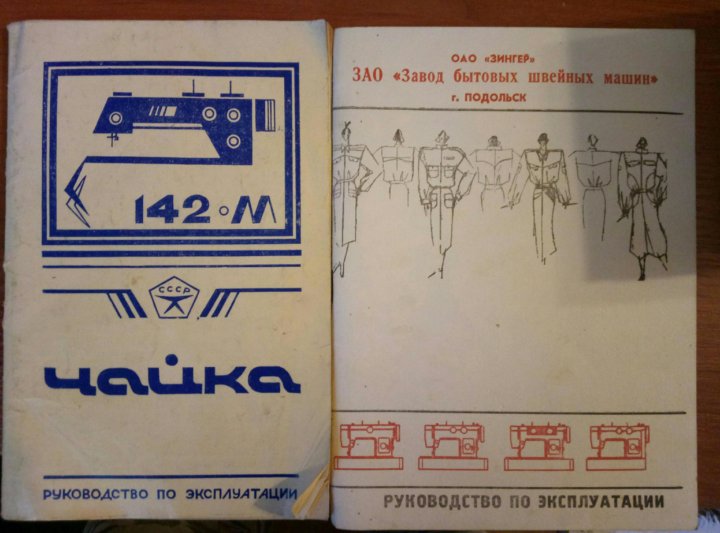 142-М
СССР
чайка
РУКОВОДСТВО ПО ЭКСПЛУАТАЦИИ
ОАО «ЗИНГЕР»
ЗАО «Завод бытовых швейных машин»
г. ПОДОЛЬСК
РУКОВОДСТВО ПО ЭКСПЛУАТАЦИИ